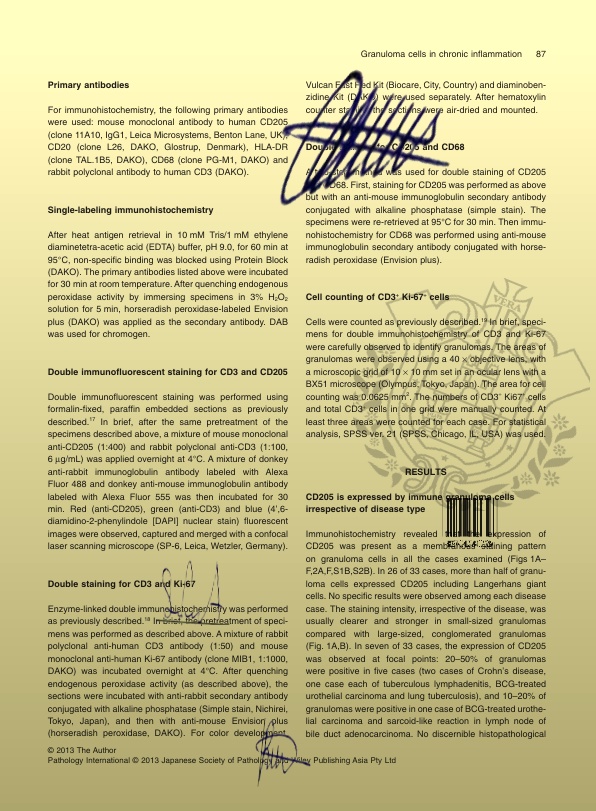 Granuloma cells in chronic inflammation 87
Primary antibodies
For immunohistochemistry, the following primary antibodies
were used: mouse monoclonal antibody to human CD205
(clone 11A10, IgG1, Leica Microsystems, Benton Lane, UK),
CD20 (clone L26, DAKO, Glostrup, Denmark), HLA-DR
(clone TAL.1B5, DAKO), CD68 (clone PG-M1, DAKO) and
rabbit polyclonal antibody to human CD3 (DAKO).
Single-labeling immunohistochemistry
After heat antigen retrieval in 10 mM Tris/1 mM ethylene
diaminetetra-acetic acid (EDTA) buffer, pH 9.0, for 60 min at
95°C, non-specific binding was blocked using Protein Block
(DAKO). The primary antibodies listed above were incubated
for 30 min at room temperature. After quenching endogenous
peroxidase activity by immersing specimens in 3% H₂O₂
solution for 5 min, horseradish peroxidase-labeled Envision
plus (DAKO) was applied as the secondary antibody. DAB
was used for chromogen.
Double immunofluorescent staining for CD3 and CD205
Double immunofluorescent staining was performed using
formalin-fixed, paraffin embedded sections as previously
described.¹⁷ In brief, after the same pretreatment of the
specimens described above, a mixture of mouse monoclonal
anti-CD205 (1:400) and rabbit polyclonal anti-CD3 (1:100,
6 µg/mL) was applied overnight at 4°C. A mixture of donkey
anti-rabbit immunoglobulin antibody labeled with Alexa
Fluor 488 and donkey anti-mouse immunoglobulin antibody
labeled with Alexa Fluor 555 was then incubated for 30
min. Red (anti-CD205), green (anti-CD3) and blue (4′,6-
diamidino-2-phenylindole [DAPI] nuclear stain) fluorescent
images were observed, captured and merged with a confocal
laser scanning microscope (SP-6, Leica, Wetzler, Germany).
Double staining for CD3 and Ki-67
Enzyme-linked double immunohistochemistry was performed
as previously described.¹⁸ In brief, the pretreatment of speci-
mens was performed as described above. A mixture of rabbit
polyclonal anti-human CD3 antibody (1:50) and mouse
monoclonal anti-human Ki-67 antibody (clone MIB1, 1:1000,
DAKO) was incubated overnight at 4°C. After quenching
endogenous peroxidase activity (as described above), the
sections were incubated with anti-rabbit secondary antibody
conjugated with alkaline phosphatase (Simple stain, Nichirei,
Tokyo, Japan), and then with anti-mouse Envision plus
(horseradish peroxidase, DAKO). For color development,
Vulcan Fast Red Kit (Biocare, City, Country) and diaminoben-
zidine Kit (DAKO) were used separately. After hematoxylin
counter the sections were air-dried and mounted.
Double CD205 and CD68
was used for double staining of CD205
CD68. First, staining for CD205 was performed as above
but with an anti-mouse immunoglobulin secondary antibody
conjugated with alkaline phosphatase (simple stain). The
specimens were re-retrieved at 95°C for 30 min. Then immu-
nohistochemistry for CD68 was performed using anti-mouse
immunoglobulin secondary antibody conjugated with horse-
radish peroxidase (Envision plus).
Cell counting of CD3⁺ Ki-67⁺ cells
Cells were counted as previously described.¹⁹ In brief, speci-
mens for double immunohistochemistry of CD3 and Ki-67
were carefully observed to identify granulomas. The areas of
granulomas were observed using a 40 × objective lens, with
a microscopic grid of 10 × 10 mm set in an ocular lens with a
BX51 microscope (Olympus, Tokyo, Japan). The area for cell
counting was 0.0625 mm². The numbers of CD3⁺ Ki67⁺ cells
and total CD3⁺ cells in one grid were manually counted. At
least three areas were counted for each case. For statistical
analysis, SPSS ver. 21 (SPSS, Chicago, IL, USA) was used.
RESULTS
CD205 is expressed by immune granuloma cells
irrespective of disease type
Immunohistochemistry revealed that the expression of
CD205 was present as a membranous staining pattern
on granuloma cells in all the cases examined (Figs 1A–
F,2A,F,S1B,S2B). In 26 of 33 cases, more than half of granu-
loma cells expressed CD205 including Langerhans giant
cells. No specific results were observed among each disease
case. The staining intensity, irrespective of the disease, was
usually clearer and stronger in small-sized granulomas
compared with large-sized, conglomerated granulomas
(Fig. 1A,B). In seven of 33 cases, the expression of CD205
was observed at focal points: 20–50% of granulomas
were positive in five cases (two cases of Crohn's disease,
one case each of tuberculous lymphadenitis, BCG-treated
urothelial carcinoma and lung tuberculosis), and 10–20% of
granulomas were positive in one case of BCG-treated urothe-
lial carcinoma and sarcoid-like reaction in lymph node of
bile duct adenocarcinoma. No discernible histopathological
© 2013 The Author
Pathology International © 2013 Japanese Society of Pathology and Wiley Publishing Asia Pty Ltd
VERA